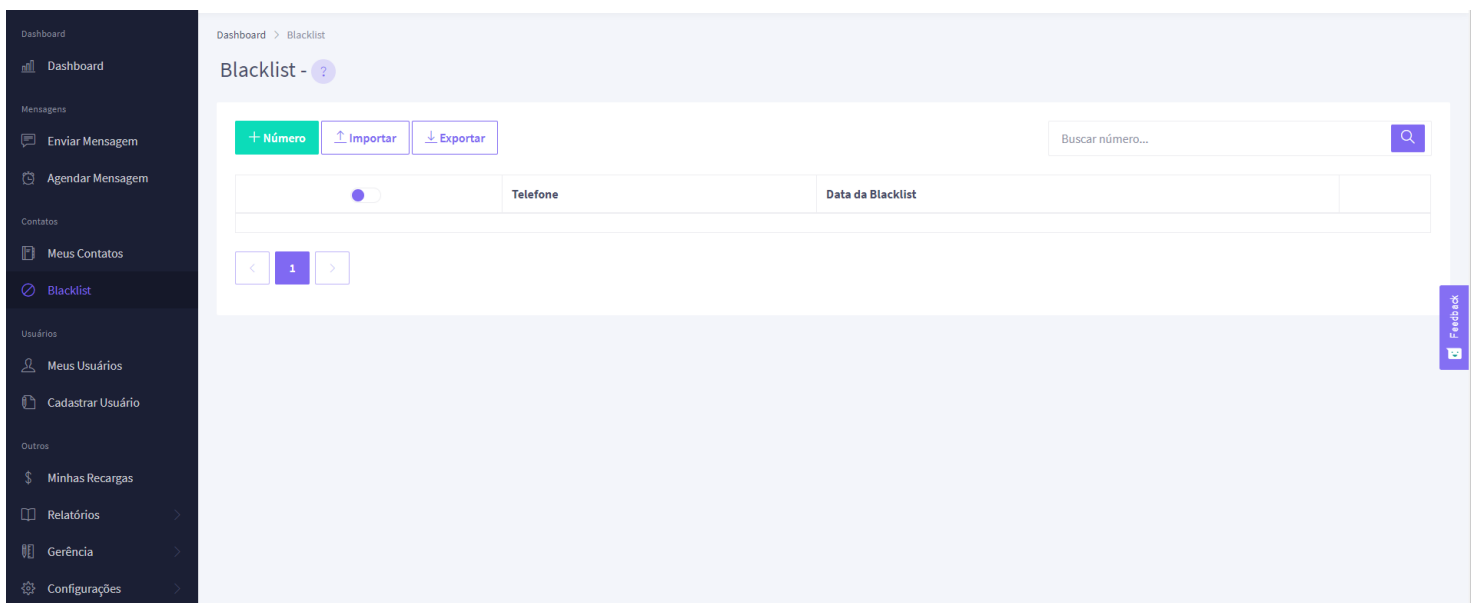 Dashboard
Dashboard
Mensagens
Enviar Mensagem
Agendar Mensagem
Contatos
Meus Contatos
Blacklist
Usuários
Meus Usuários
Cadastrar Usuário
Outros
$ Minhas Recargas
Relatórios
Gerência
Configurações
Dashboard > Blacklist
Blacklist - ?
+ Número Importar Exportar Buscar número...
Telefone Data da Blacklist
< 1 >
Feedback